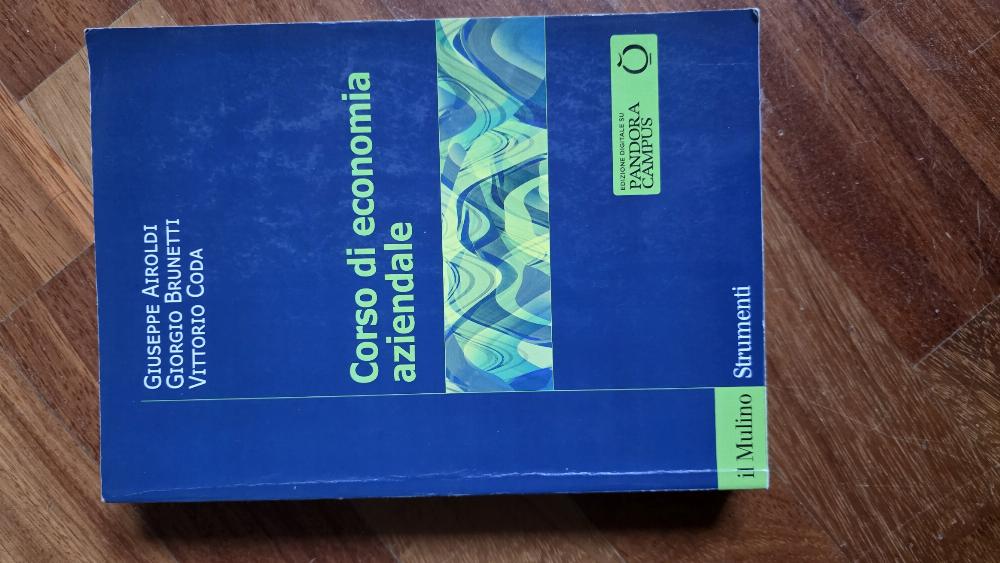 GIUSEPPE AIROLDI
GIORGIO BRUNETTI
VITTORIO CODA
Corso di economia
aziendale
EDIZIONE DIGITALE SU
PANDORA
CAMPUS
il Mulino Strumenti